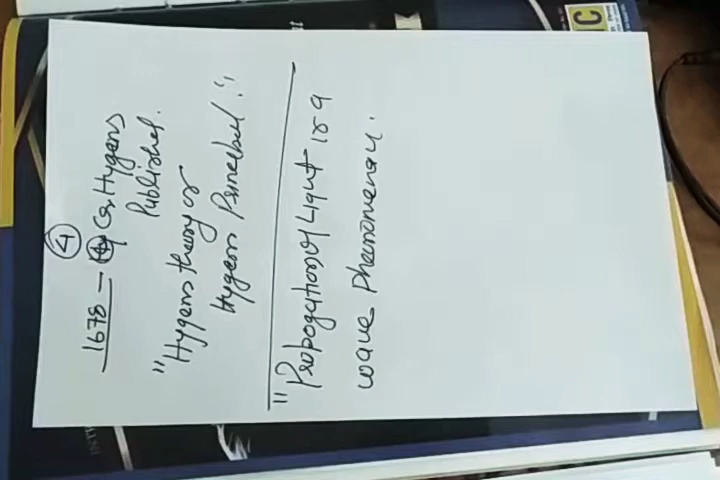 4
1678 - Hygens
Published.
"Hygens theory or
Hygens Principal."
"Propogation of Light is a
wave Phenomenon.
C